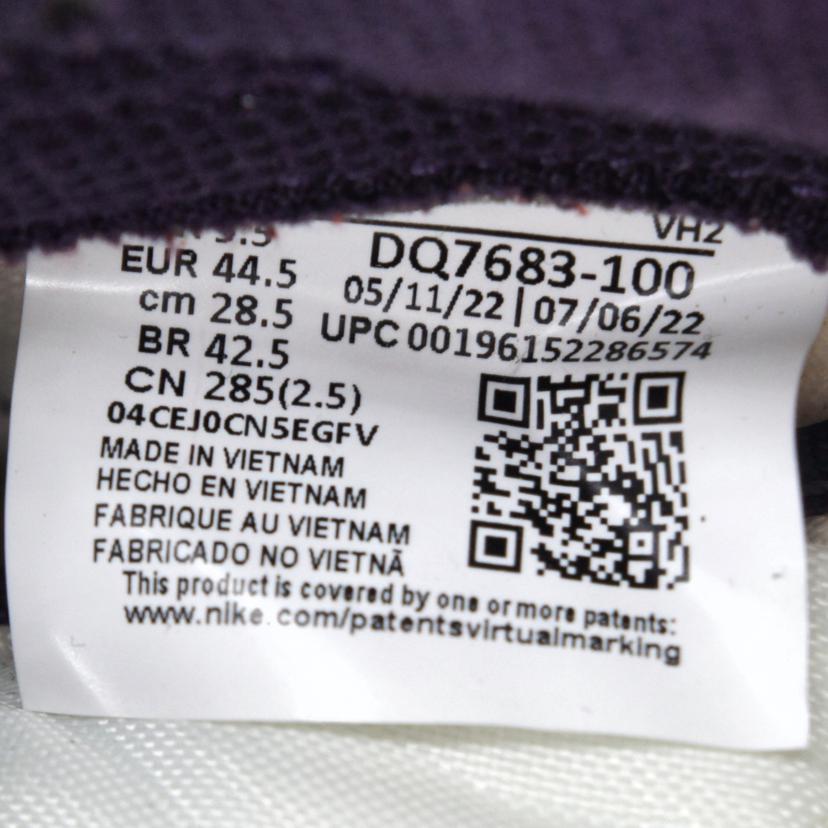 VH2
EUR 44.5
cm 28.5
BR 42.5
CN 285(2.5)
04CEJ0CN5EGFV
DQ7683-100
05/11/22 | 07/06/22
UPC 00196152286574
MADE IN VIETNAM
HECHO EN VIETNAM
FABRIQUE AU VIETNAM
FABRICADO NO VIETNÃ
This product is covered by one or more patents:
www.nike.com/patentsvirtualmarking